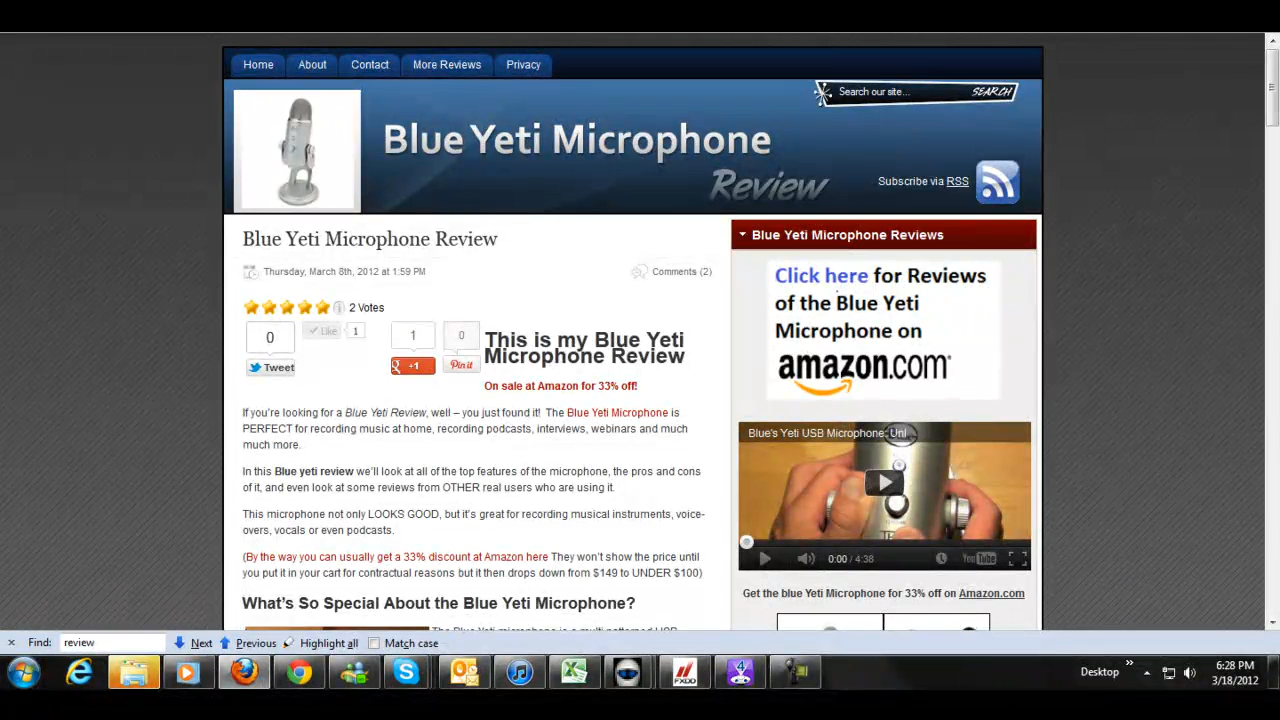 Home About Contact More Reviews Privacy
Search our site... SEARCH
Blue Yeti Microphone
Review
Subscribe via RSS
Blue Yeti Microphone Review
Thursday, March 8th, 2012 at 1:59 PM
Comments (2)
2 Votes
0
Tweet
Like 1
1
+1
0
Pin it
This is my Blue Yeti
Microphone Review
On sale at Amazon for 33% off!
If you're looking for a Blue Yeti Review, well – you just found it! The Blue Yeti Microphone is
PERFECT for recording music at home, recording podcasts, interviews, webinars and much
much more.
In this Blue yeti review we'll look at all of the top features of the microphone, the pros and cons
of it, and even look at some reviews from OTHER real users who are using it.
This microphone not only LOOKS GOOD, but it's great for recording musical instruments, voice-
overs, vocals or even podcasts.
(By the way you can usually get a 33% discount at Amazon here They won't show the price until
you put it in your cart for contractual reasons but it then drops down from $149 to UNDER $100)
What's So Special About the Blue Yeti Microphone?
Blue Yeti Microphone Reviews
Click here for Reviews
of the Blue Yeti
Microphone on
amazon.com
Blue's Yeti USB Microphone: Uni
0:00 / 4:38
YouTube
Get the blue Yeti Microphone for 33% off on Amazon.com
Find: review Next Previous Highlight all Match case
FXDD
4
Desktop
6:28 PM
3/18/2012